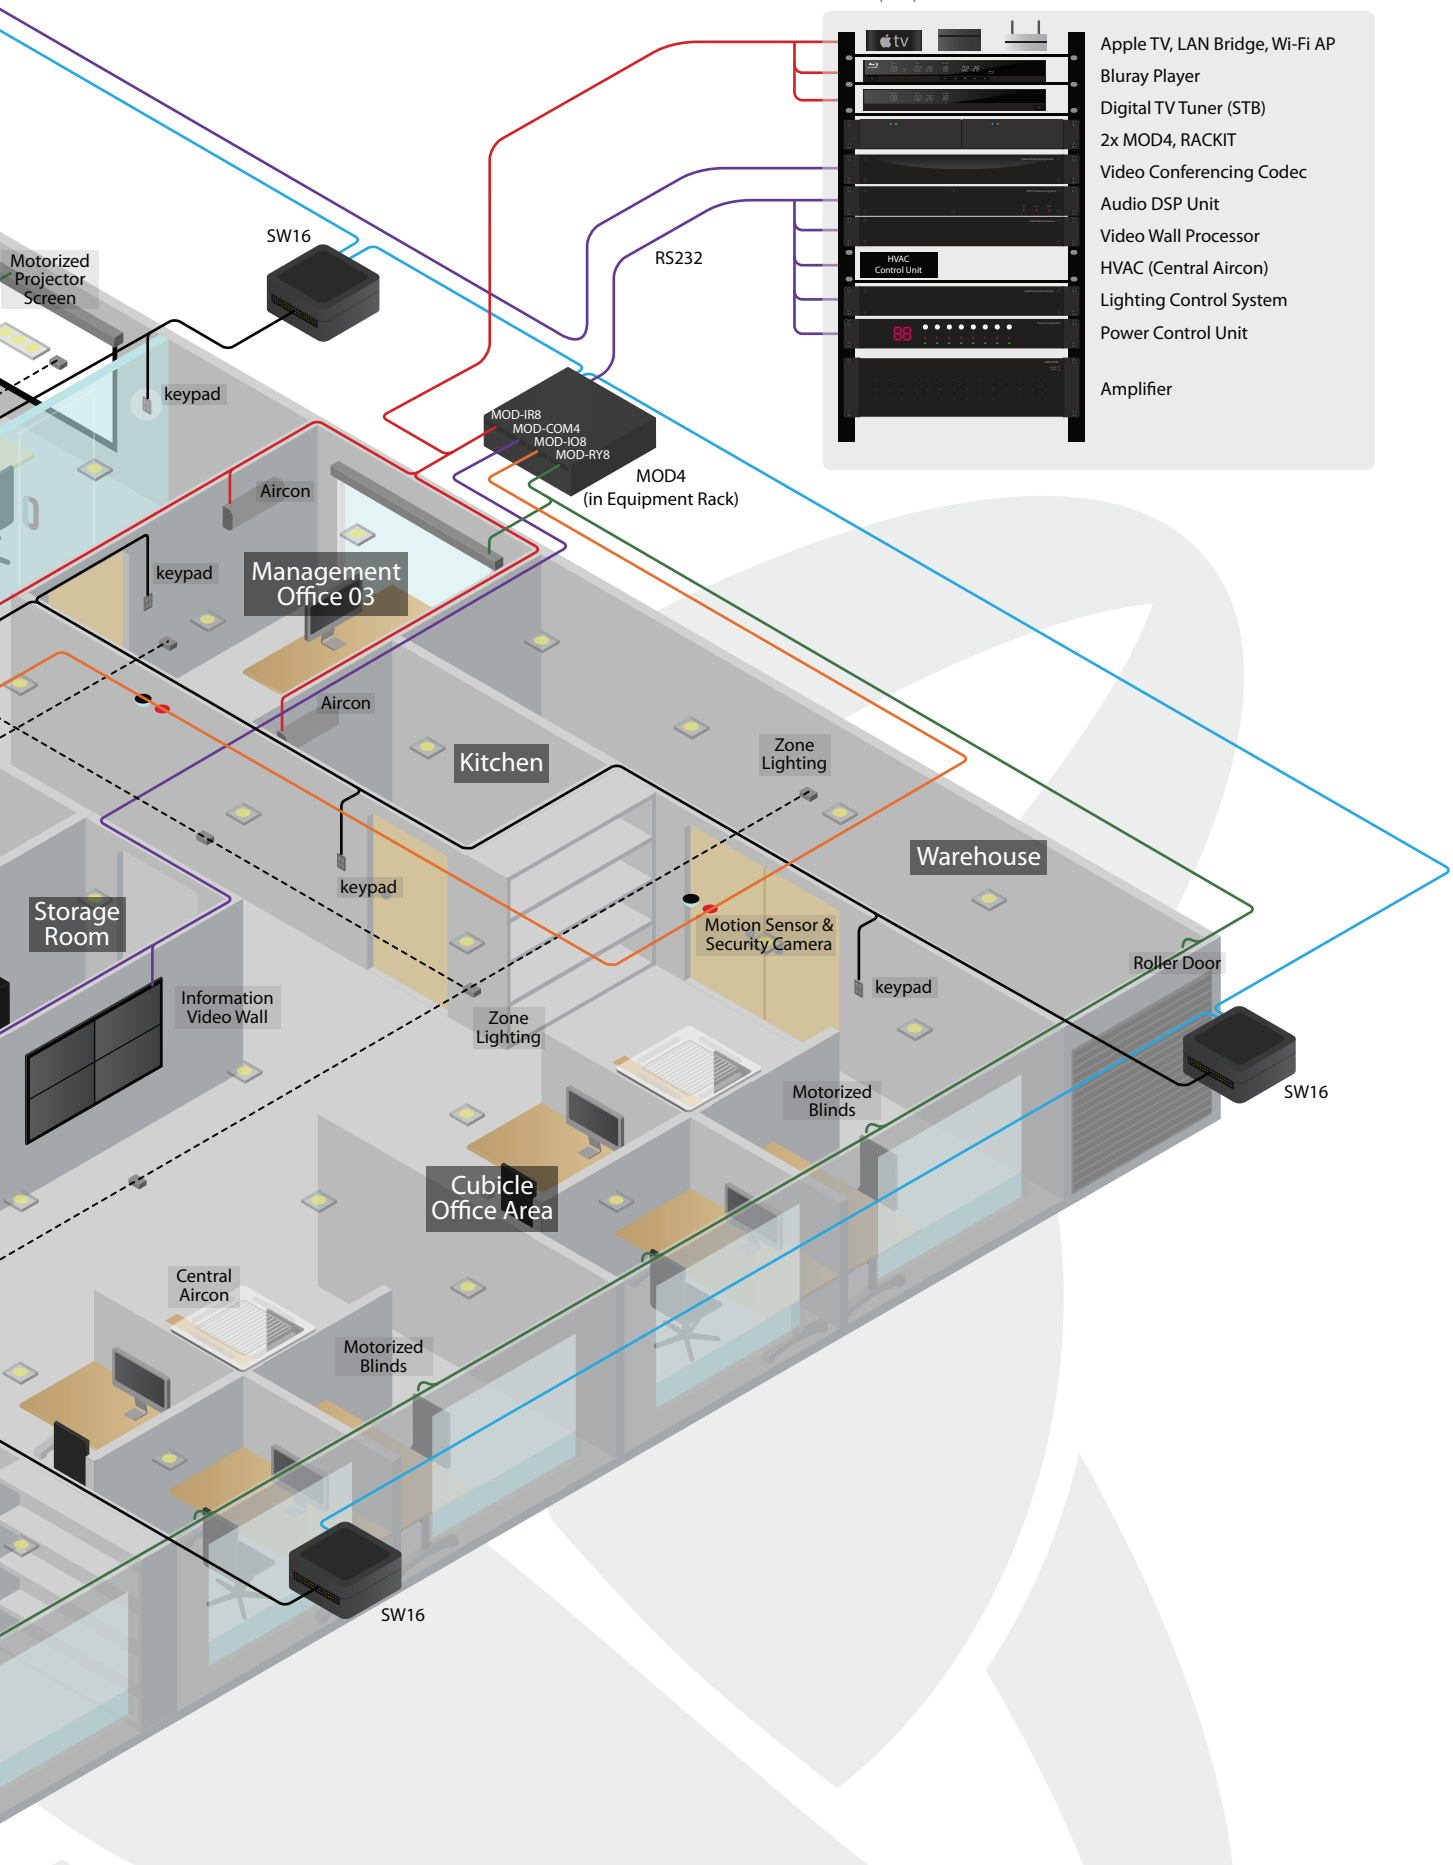 tv
Apple TV, LAN Bridge, Wi-Fi AP
Bluray Player
Digital TV Tuner (STB)
2x MOD4, RACKIT
Video Conferencing Codec
Audio DSP Unit
Video Wall Processor
HVAC
Control Unit
HVAC (Central Aircon)
Lighting Control System
88
Power Control Unit
Amplifier
RS232
SW16
Motorized
Projector
Screen
keypad
MOD-IR8
MOD-COM4
MOD-IO8
MOD-RY8
MOD4
(in Equipment Rack)
Aircon
keypad
Management
Office 03
Aircon
Kitchen
Zone
Lighting
Warehouse
keypad
Storage
Room
Motion Sensor &
Security Camera
Roller Door
keypad
Information
Video Wall
Zone
Lighting
SW16
Motorized
Blinds
Cubicle
Office Area
Central
Aircon
Motorized
Blinds
SW16